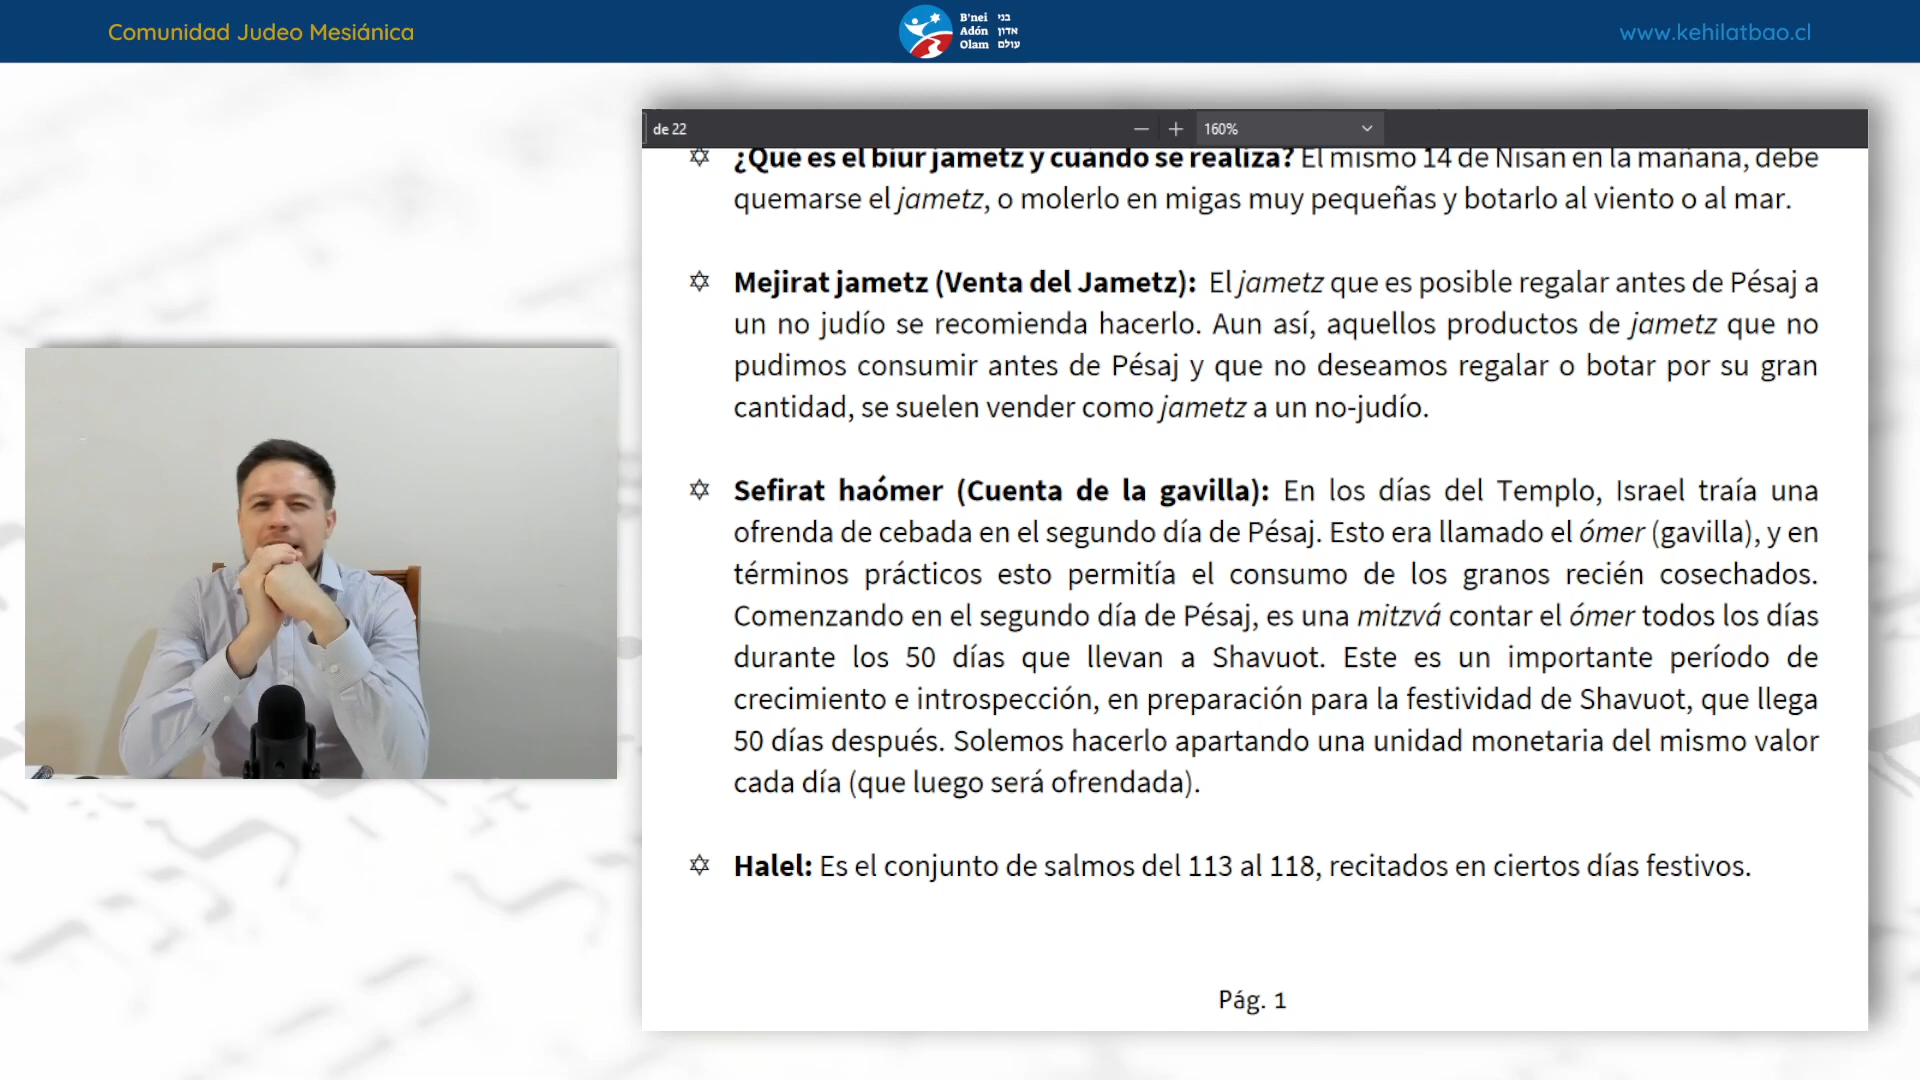 Comunidad Judeo Mesiánica
B'nei בני
Adón אדון
Olam עולם
www.kehilatbao.cl
de 22
160%
¿Qué es el biur jametz y cuándo se realiza? El mismo 14 de Nisán en la mañana, debe
quemarse el jametz, o molerlo en migas muy pequeñas y botarlo al viento o al mar.
Mejirat jametz (Venta del Jametz): El jametz que es posible regalar antes de Pésaj a
un no judío se recomienda hacerlo. Aun así, aquellos productos de jametz que no
pudimos consumir antes de Pésaj y que no deseamos regalar o botar por su gran
cantidad, se suelen vender como jametz a un no-judío.
Sefirat haómer (Cuenta de la gavilla): En los días del Templo, Israel traía una
ofrenda de cebada en el segundo día de Pésaj. Esto era llamado el ómer (gavilla), y en
términos prácticos esto permitía el consumo de los granos recién cosechados.
Comenzando en el segundo día de Pésaj, es una mitzvá contar el ómer todos los días
durante los 50 días que llevan a Shavuot. Este es un importante período de
crecimiento e introspección, en preparación para la festividad de Shavuot, que llega
50 días después. Solemos hacerlo apartando una unidad monetaria del mismo valor
cada día (que luego será ofrendada).
Halel: Es el conjunto de salmos del 113 al 118, recitados en ciertos días festivos.
Pág. 1